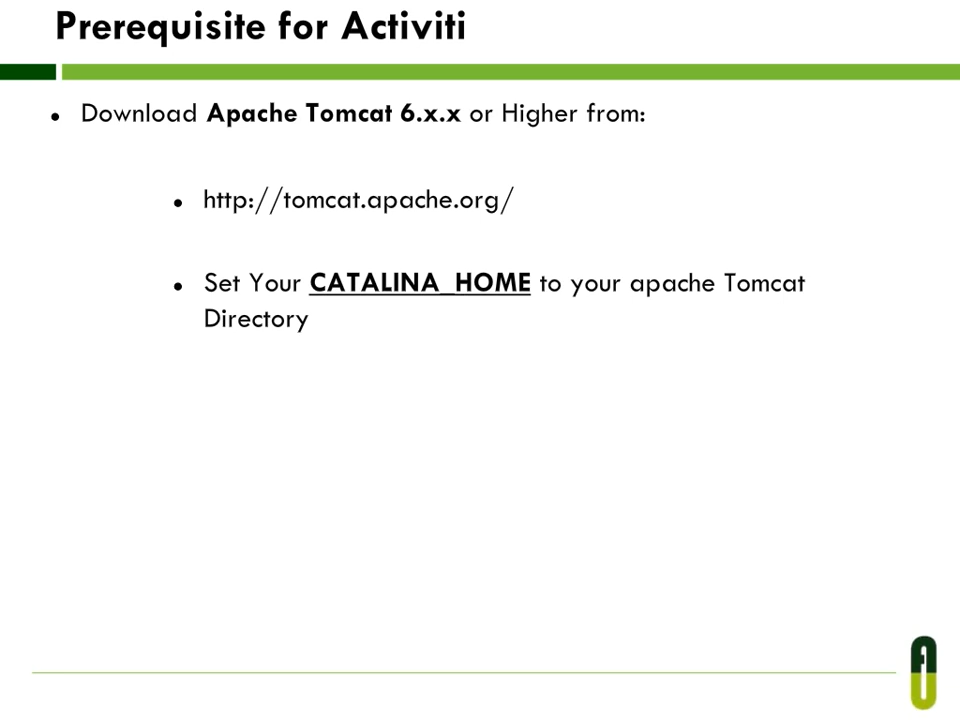 Prerequisite for Activiti
Download Apache Tomcat 6.x.x or Higher from:
http://tomcat.apache.org/
Set Your CATALINA_HOME to your apache Tomcat
Directory